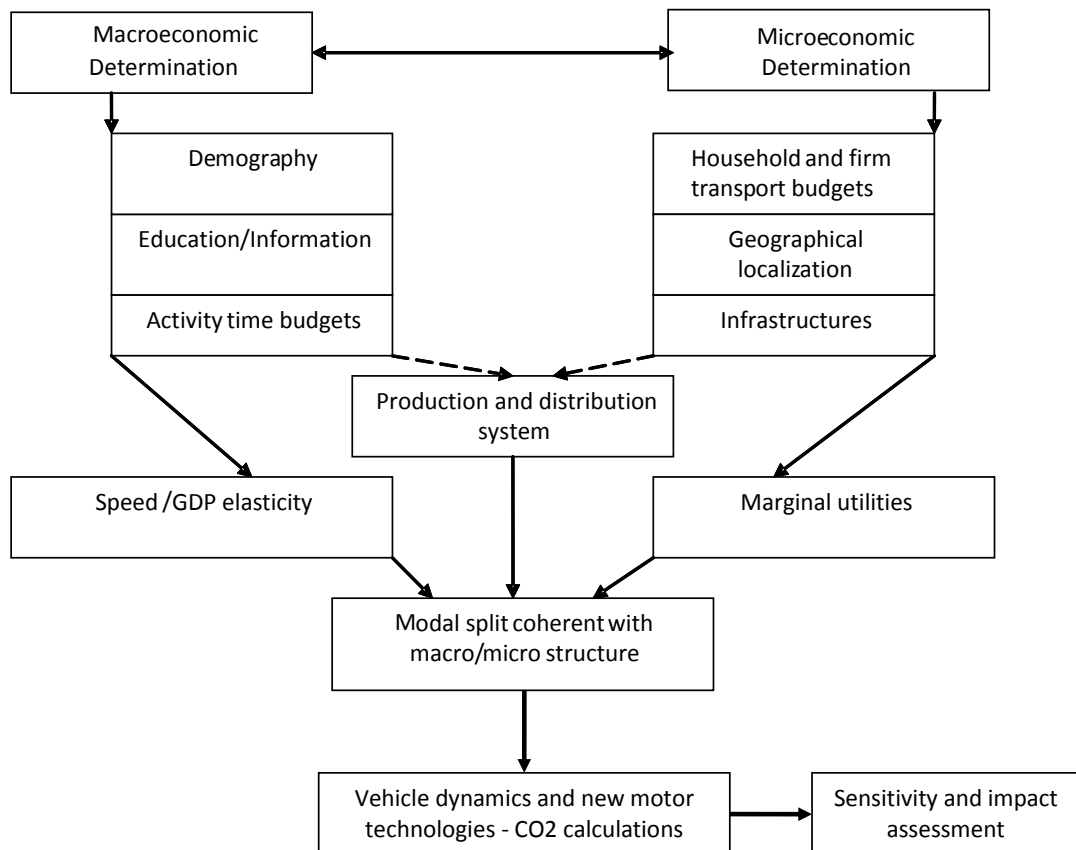 Macroeconomic
Determination
Microeconomic
Determination
Demography
Household and firm
transport budgets
Education/Information
Geographical
localization
Activity time budgets
Infrastructures
Production and distribution
system
Speed /GDP elasticity
Marginal utilities
Modal split coherent with
macro/micro structure
Vehicle dynamics and new motor
technologies - CO2 calculations
Sensitivity and impact
assessment